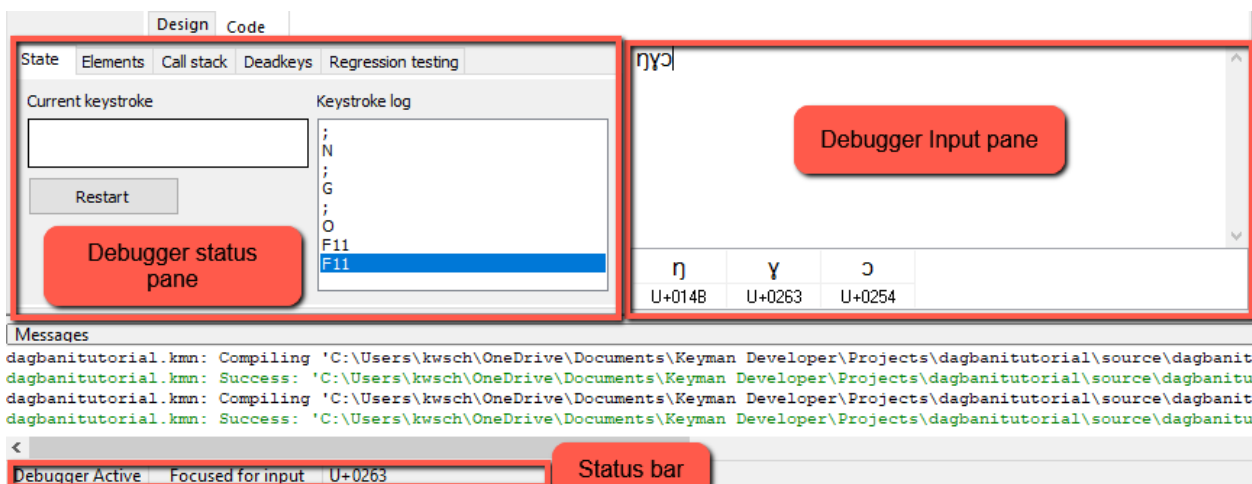 Design Code
State Elements Call stack Deadkeys Regression testing
Current keystroke
Keystroke log
;
N
;
G
;
O
F11
F11
Restart
Debugger status
pane
ŋɣɔ
Debugger Input pane
ŋ ɣ ɔ
U+014B U+0263 U+0254
Messages
dagbanitutorial.kmn: Compiling 'C:\Users\kwsch\OneDrive\Documents\Keyman Developer\Projects\dagbanitutorial\source\dagbanit
dagbanitutorial.kmn: Success: 'C:\Users\kwsch\OneDrive\Documents\Keyman Developer\Projects\dagbanitutorial\source\dagbanitu
dagbanitutorial.kmn: Compiling 'C:\Users\kwsch\OneDrive\Documents\Keyman Developer\Projects\dagbanitutorial\source\dagbanit
dagbanitutorial.kmn: Success: 'C:\Users\kwsch\OneDrive\Documents\Keyman Developer\Projects\dagbanitutorial\source\dagbanitu
Debugger Active Focused for input U+0263
Status bar